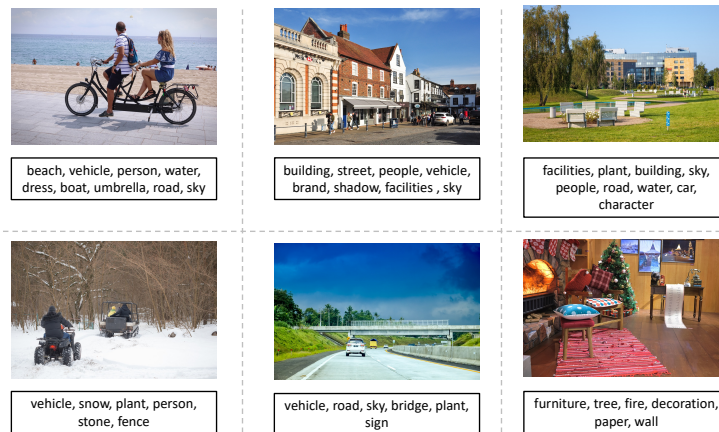 beach, vehicle, person, water,
dress, boat, umbrella, road, sky
building, street, people, vehicle,
brand, shadow, facilities , sky
facilities, plant, building, sky,
people, road, water, car,
character
vehicle, snow, plant, person,
stone, fence
vehicle, road, sky, bridge, plant,
sign
furniture, tree, fire, decoration,
paper, wall